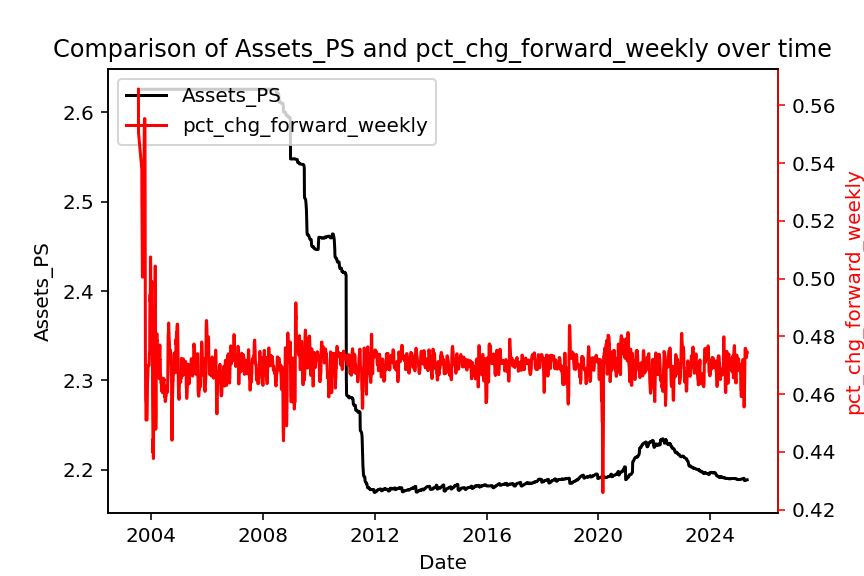 Comparison of Assets_PS and pct_chg_forward_weekly over time
Assets_PS
pct_chg_forward_weekly
2.6
2.5
2.4
2.3
2.2
Assets_PS
0.56
0.54
0.52
0.50
0.48
0.46
0.44
0.42
pct_chg_forward_weekly
2004 2008 2012 2016 2020 2024
Date